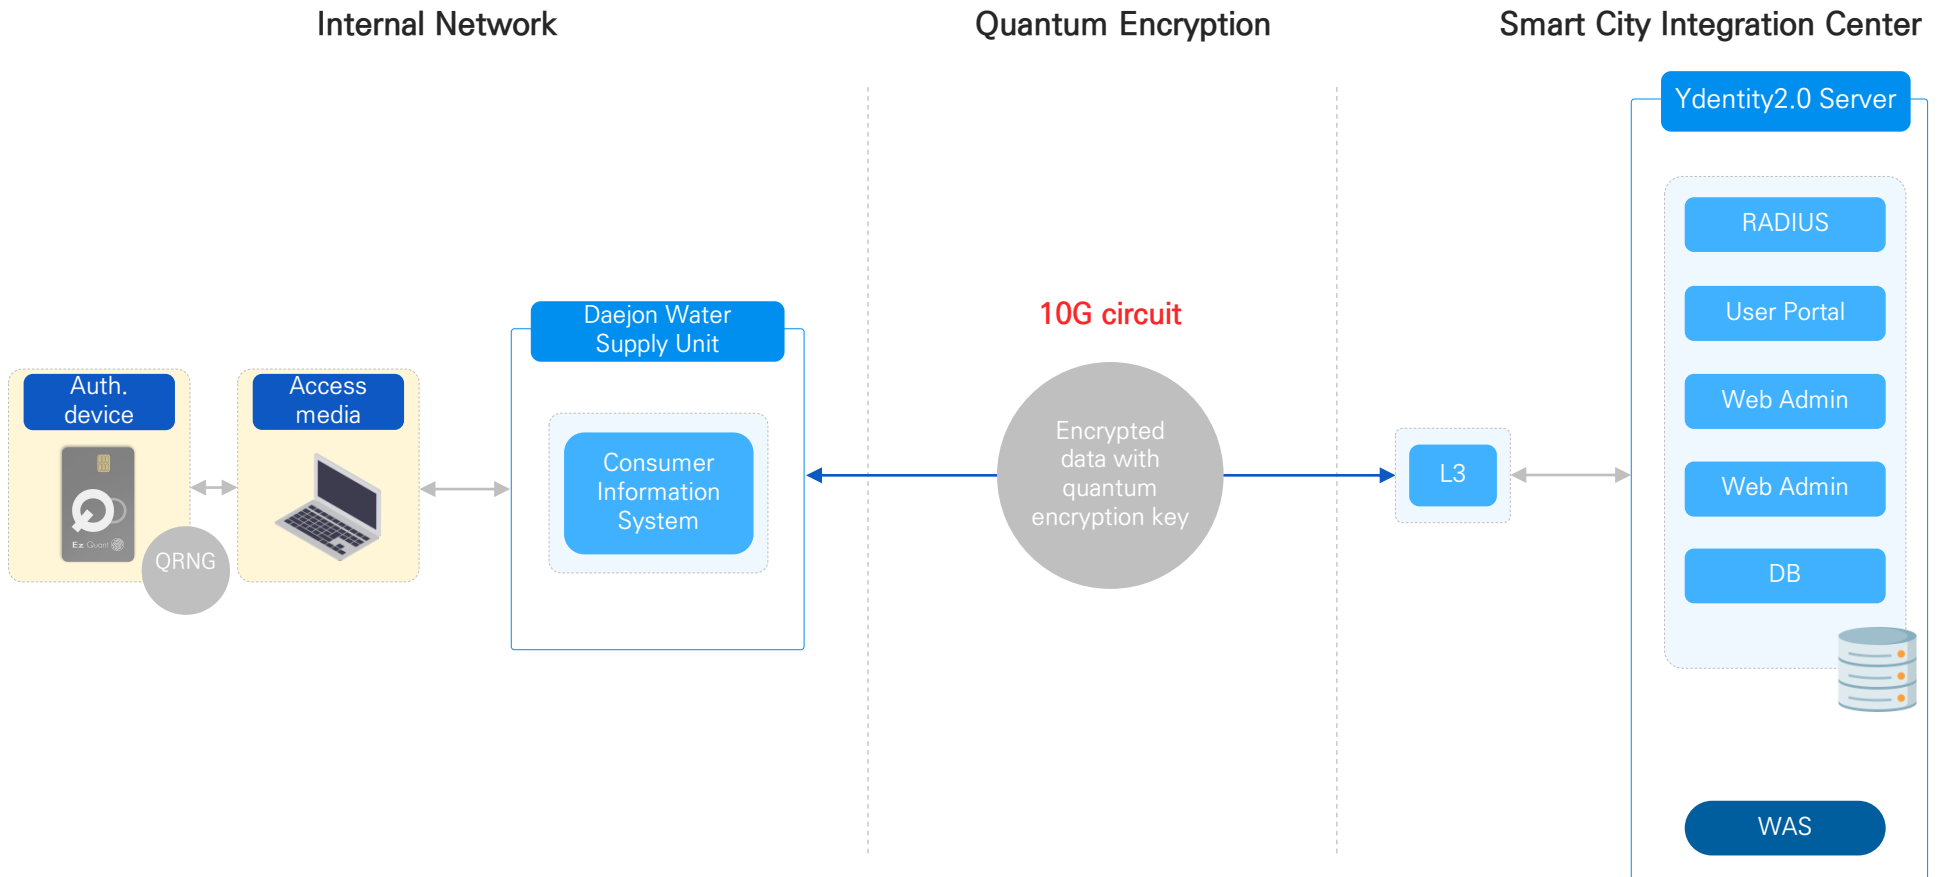 Internal Network
Quantum Encryption
Smart City Integration Center
Auth.
device
Ez Quant
QRNG
Access
media
Daejon Water
Supply Unit
Consumer
Information
System
10G circuit
Encrypted
data with
quantum
encryption key
L3
Ydentity2.0 Server
RADIUS
User Portal
Web Admin
Web Admin
DB
WAS